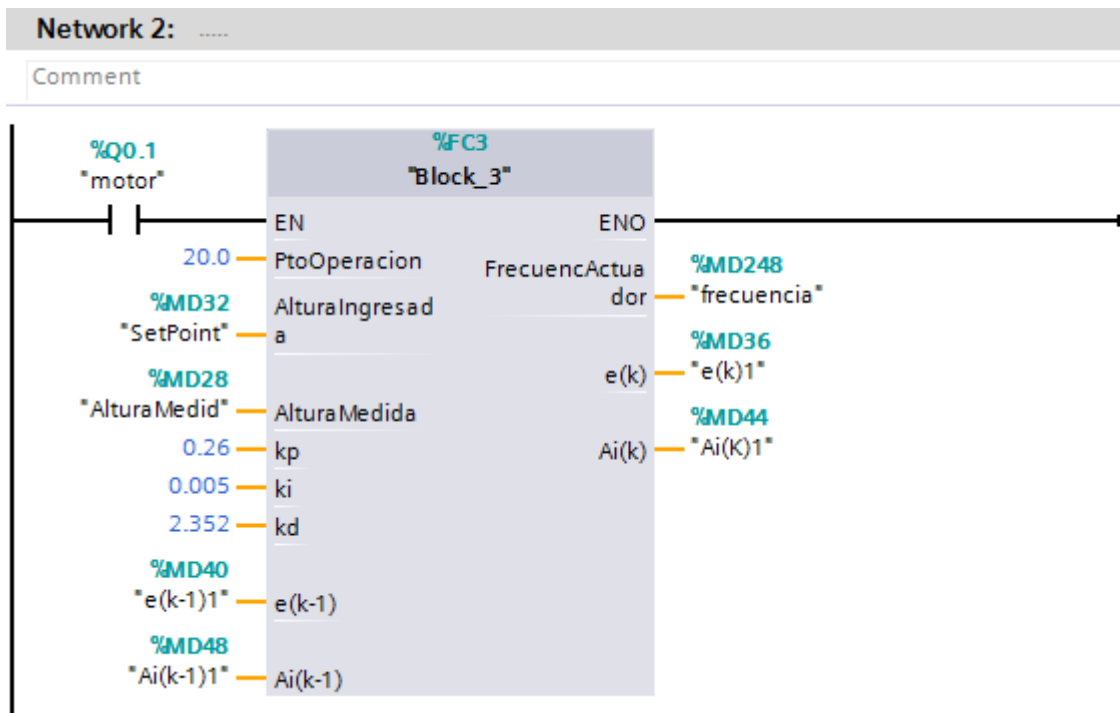 Network 2: .....
Comment
%Q0.1
"motor"
%FC3
"Block_3"
EN
ENO
20.0
PtoOperacion
FrecuencActua
dor
%MD248
"frecuencia"
%MD32
"SetPoint"
AlturaIngresad
a
e(k)
%MD36
"e(k)1"
%MD28
"AlturaMedid"
AlturaMedida
Ai(k)
%MD44
"Ai(K)1"
0.26
kp
0.005
ki
2.352
kd
%MD40
"e(k-1)1"
e(k-1)
%MD48
"Ai(k-1)1"
Ai(k-1)